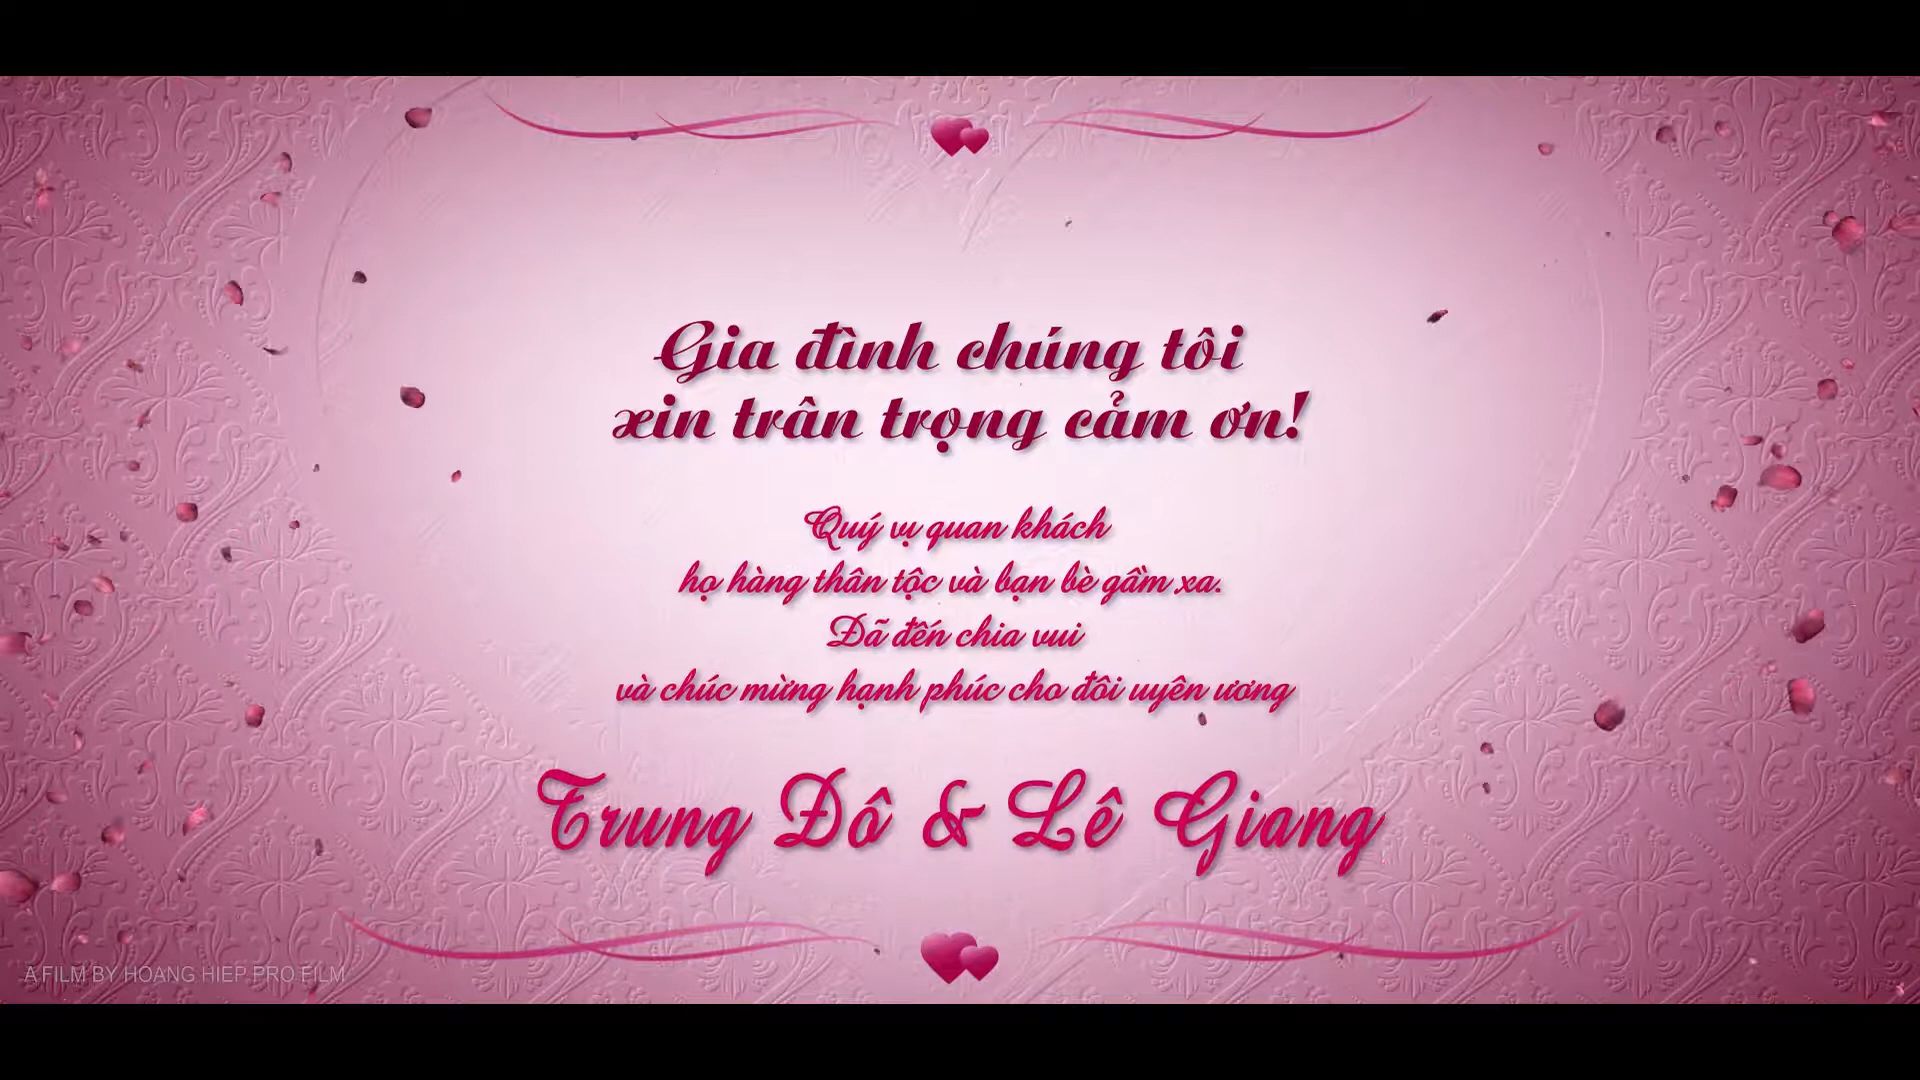 Gia đình chúng tôi
xin trân trọng cảm ơn!
Quý vị quan khách
họ hàng thân tộc và bạn bè gầm xa.
Đã đến chia vui
và chúc mừng hạnh phúc cho đôi uyên ương
Trung Đô & Lê Giang
A FILM BY HOANG HIEP PRO FILM